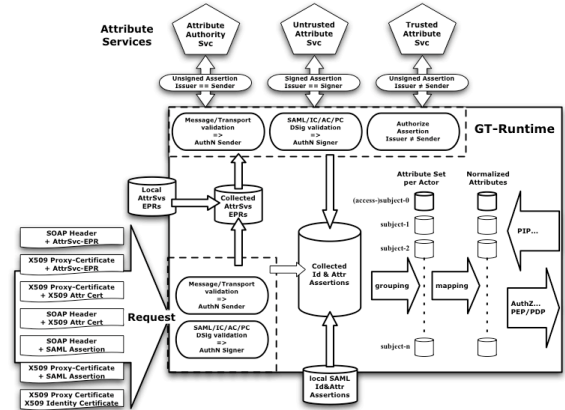 Attribute
Services
Attribute
Authority
Svc
Untrusted
Attribute
Svc
Trusted
Attribute
Svc
Unsigned Assertion
Issuer == Sender
Signed Assertion
Issuer == Signer
Unsigned Assertion
Issuer ≠ Sender
Message/Transport
validation
=>
AuthN Sender
SAML/IC/AC/PC
DSig validation
=>
AuthN Signer
Authorize
Assertion
Issuer ≠ Sender
GT-Runtime
Local
AttrSvs
EPRs
Collected
AttrSvs
EPRs
Attribute Set
per Actor
Normalized
Attributes
(access-)subject-0
subject-1
subject-2
subject-n
PIP...
SOAP Header
+ AttrSvc-EPR
X509 Proxy-Certificate
+ AttrSvc-EPR
X509 Proxy-Certificate
+ X509 Attr Cert
SOAP Header
+ X509 Attr Cert
SOAP Header
+ SAML Assertion
X509 Proxy-Certificate
+ SAML Assertion
X509 Proxy Certificate
X509 Identity Certificate
Request
Message/Transport
validation
=>
AuthN Sender
SAML/IC/AC/PC
DSig validation
=>
AuthN Signer
Collected
Id & Attr
Assertions
grouping
mapping
AuthZ...
PEP/PDP
local SAML
Id&Attr
Assertions